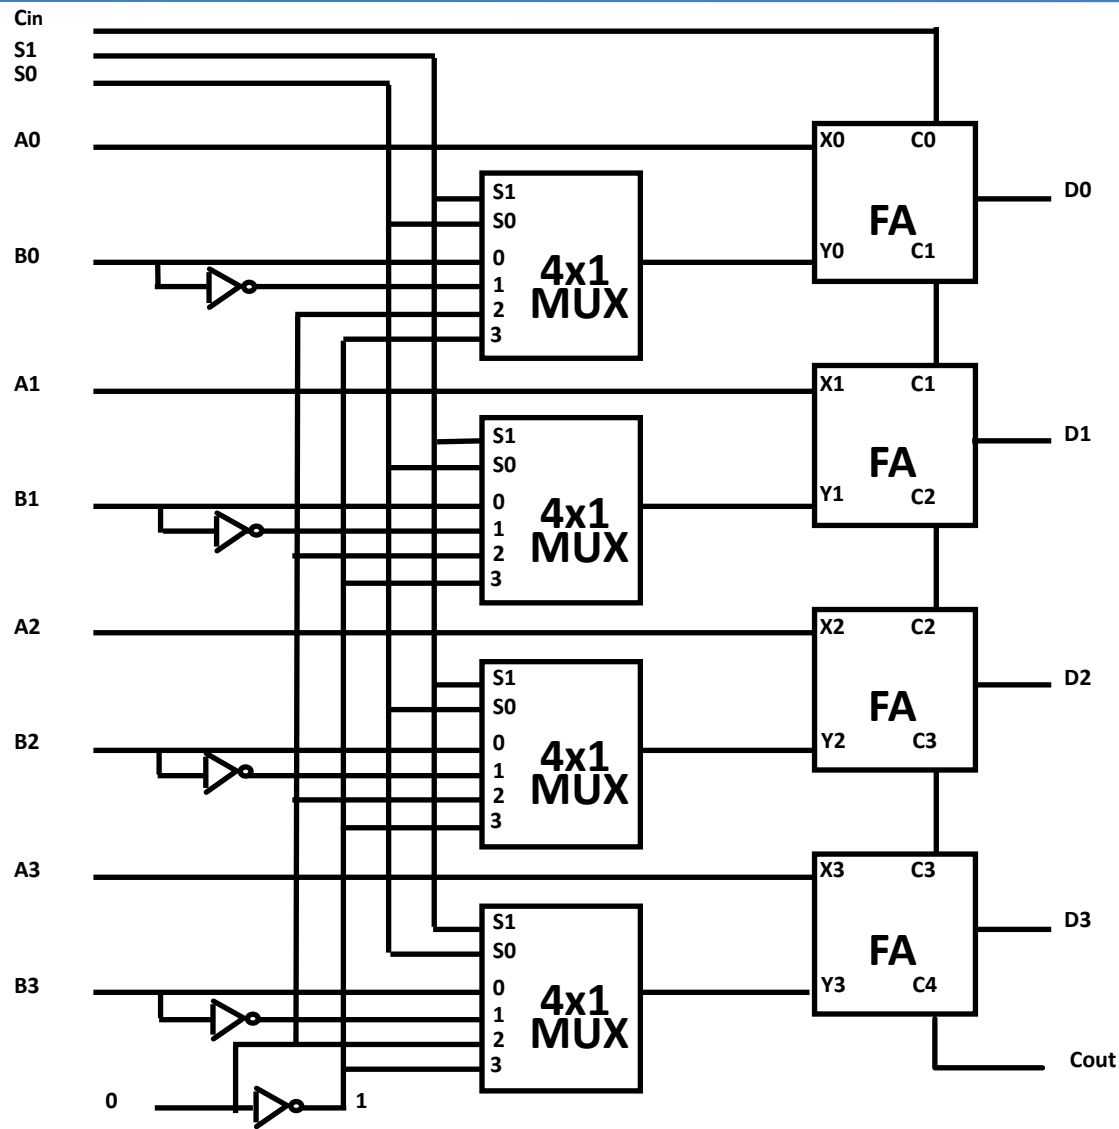 Cin
S1
S0
A0
X0 C0
S1
D0
S0
FA
B0
0
Y0 C1
4x1
1
MUX
2
3
A1
X1 C1
S1
D1
S0
FA
B1
0
Y1 C2
4x1
1
MUX
2
3
A2
X2 C2
S1
D2
S0
FA
B2
0
Y2 C3
4x1
1
MUX
2
3
A3
X3 C3
S1
D3
S0
FA
B3
0
Y3 C4
4x1
1
MUX
2
3
Cout
0 1